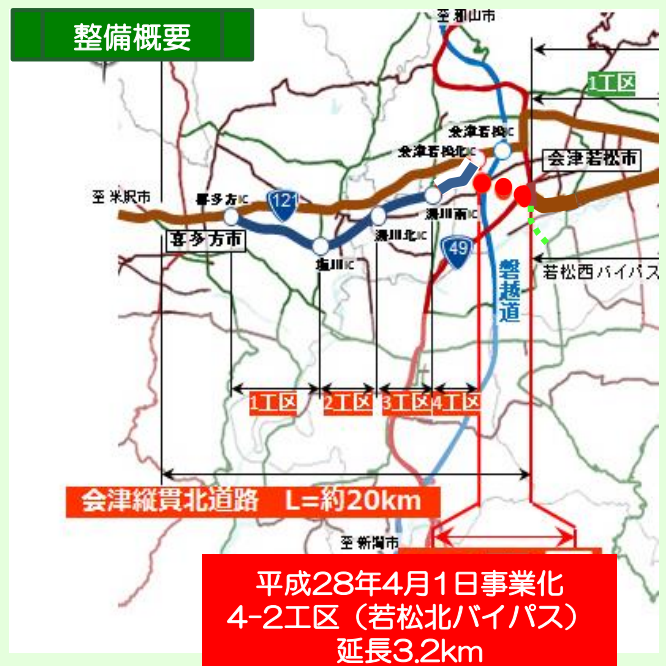 整備概要
至 郡山市
1工区
会津若松IC
会津若松北IC
会津若松市
至 米沢市
喜多方IC
121
湯川南IC
喜多方市
湯川北IC
塩川IC
49
磐越道
若松西バイパス
1工区
2工区
3工区
4工区
会津縦貫北道路 L=約20km
至 新潟市
平成28年4月1日事業化
4-2工区（若松北バイパス）
延長3.2km